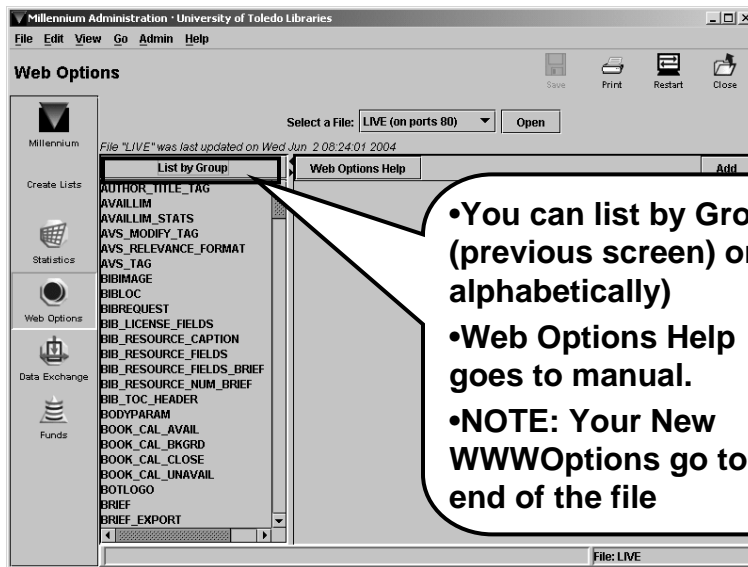 Millennium Administration · University of Toledo Libraries
File Edit View Go Admin Help
Web Options
Save Print Restart Close
Select a File: LIVE (on ports 80) Open
File "LIVE" was last updated on Wed Jun 2 08:24:01 2004
Millennium
Create Lists
Statistics
Web Options
Data Exchange
Funds
List by Group
AUTHOR_TITLE_TAG
AVAILLIM
AVAILLIM_STATS
AVS_MODIFY_TAG
AVS_RELEVANCE_FORMAT
AVS_TAG
BIBIMAGE
BIBLOC
BIBREQUEST
BIB_LICENSE_FIELDS
BIB_RESOURCE_CAPTION
BIB_RESOURCE_FIELDS
BIB_RESOURCE_FIELDS_BRIEF
BIB_RESOURCE_NUM_BRIEF
BIB_TOC_HEADER
BODYPARAM
BOOK_CAL_AVAIL
BOOK_CAL_BKGRD
BOOK_CAL_CLOSE
BOOK_CAL_UNAVAIL
BOTLOGO
BRIEF
BRIEF_EXPORT
Web Options Help Add
•You can list by Gro
(previous screen) or
alphabetically)
•Web Options Help
goes to manual.
•NOTE: Your New
WWWOptions go to
end of the file
File: LIVE